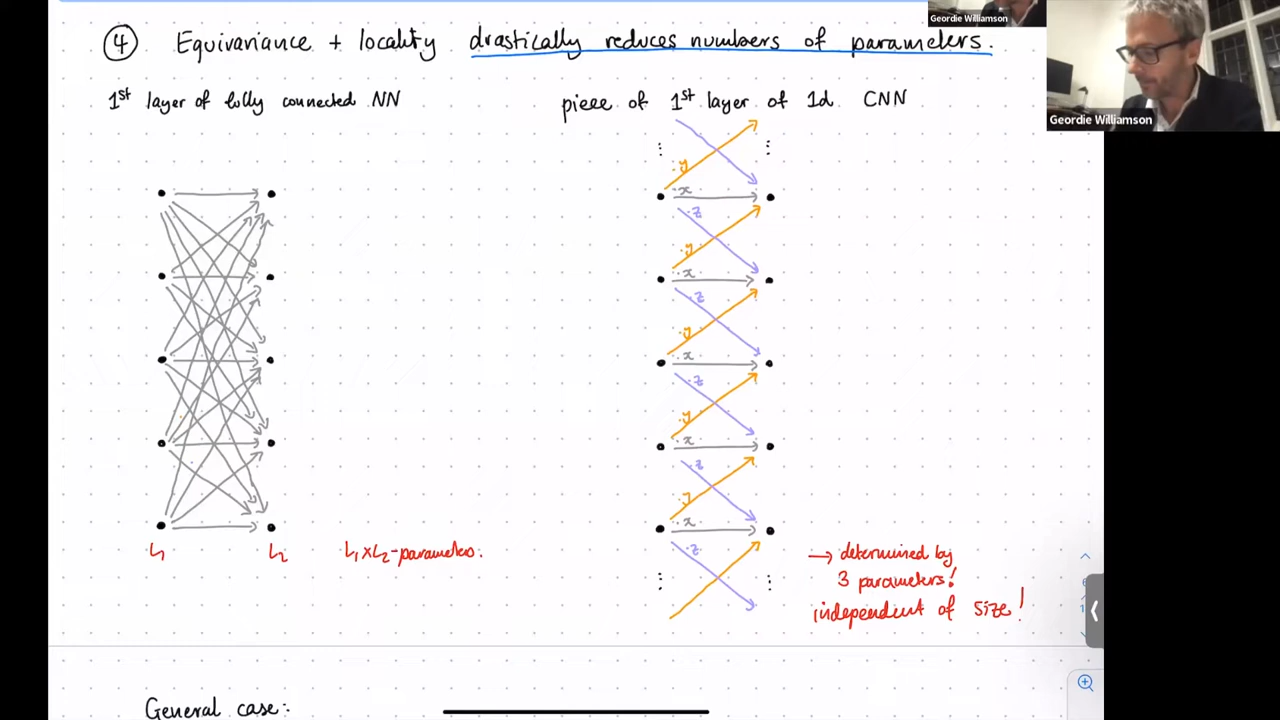 ④ Equivariance + locality drastically reduces numbers of parameters.
1st layer of fully connected NN
piece of 1st layer of 1d CNN
⋮ ⋮
·y
·x
·z
·y
·x
·z
·y
·x
·z
·y
·x
·z
·y
·x
·z
⋮ ⋮
L1 L2 L1×L2-parameters.
→ determined by
3 parameters!
independent of size!
General case:
Geordie Williamson
Geordie Williamson